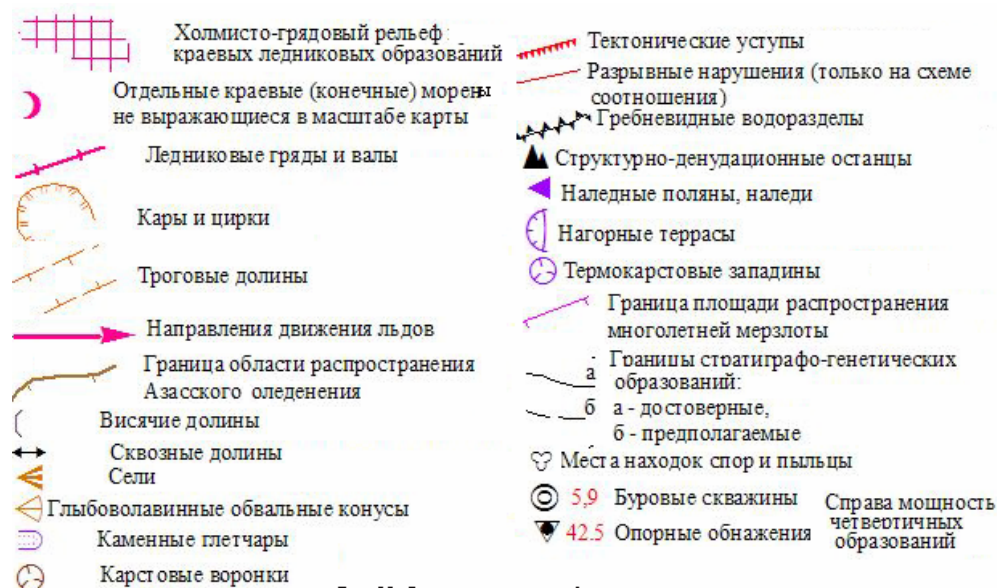 Холмисто-грядовый рельеф:
краевых ледниковых образований
Отдельные краевые (конечные) морены
не выражающиеся в масштабе карты
Ледниковые гряды и валы
Кары и цирки
Троговые долины
Направления движения льдов
Граница области распространения
Азасского оледенения
Висячие долины
Сквозные долины
Сели
Глыбоволавинные обвальные конусы
Каменные глетчары
Карстовые воронки
Тектонические уступы
Разрывные нарушения (только на схеме
соотношения)
Гребневидные водоразделы
Структурно-денудационные останцы
Наледные поляны, наледи
Нагорные террасы
Термокарстовые западины
Граница площади распространения
многолетней мерзлоты
а Границы стратиграфо-генетических
образований:
б а - достоверные,
б - предполагаемые
Места находок спор и пыльцы
5,9 Буровые скважины
42.5 Опорные обнажения
Справа мощность
четвертичных
образований